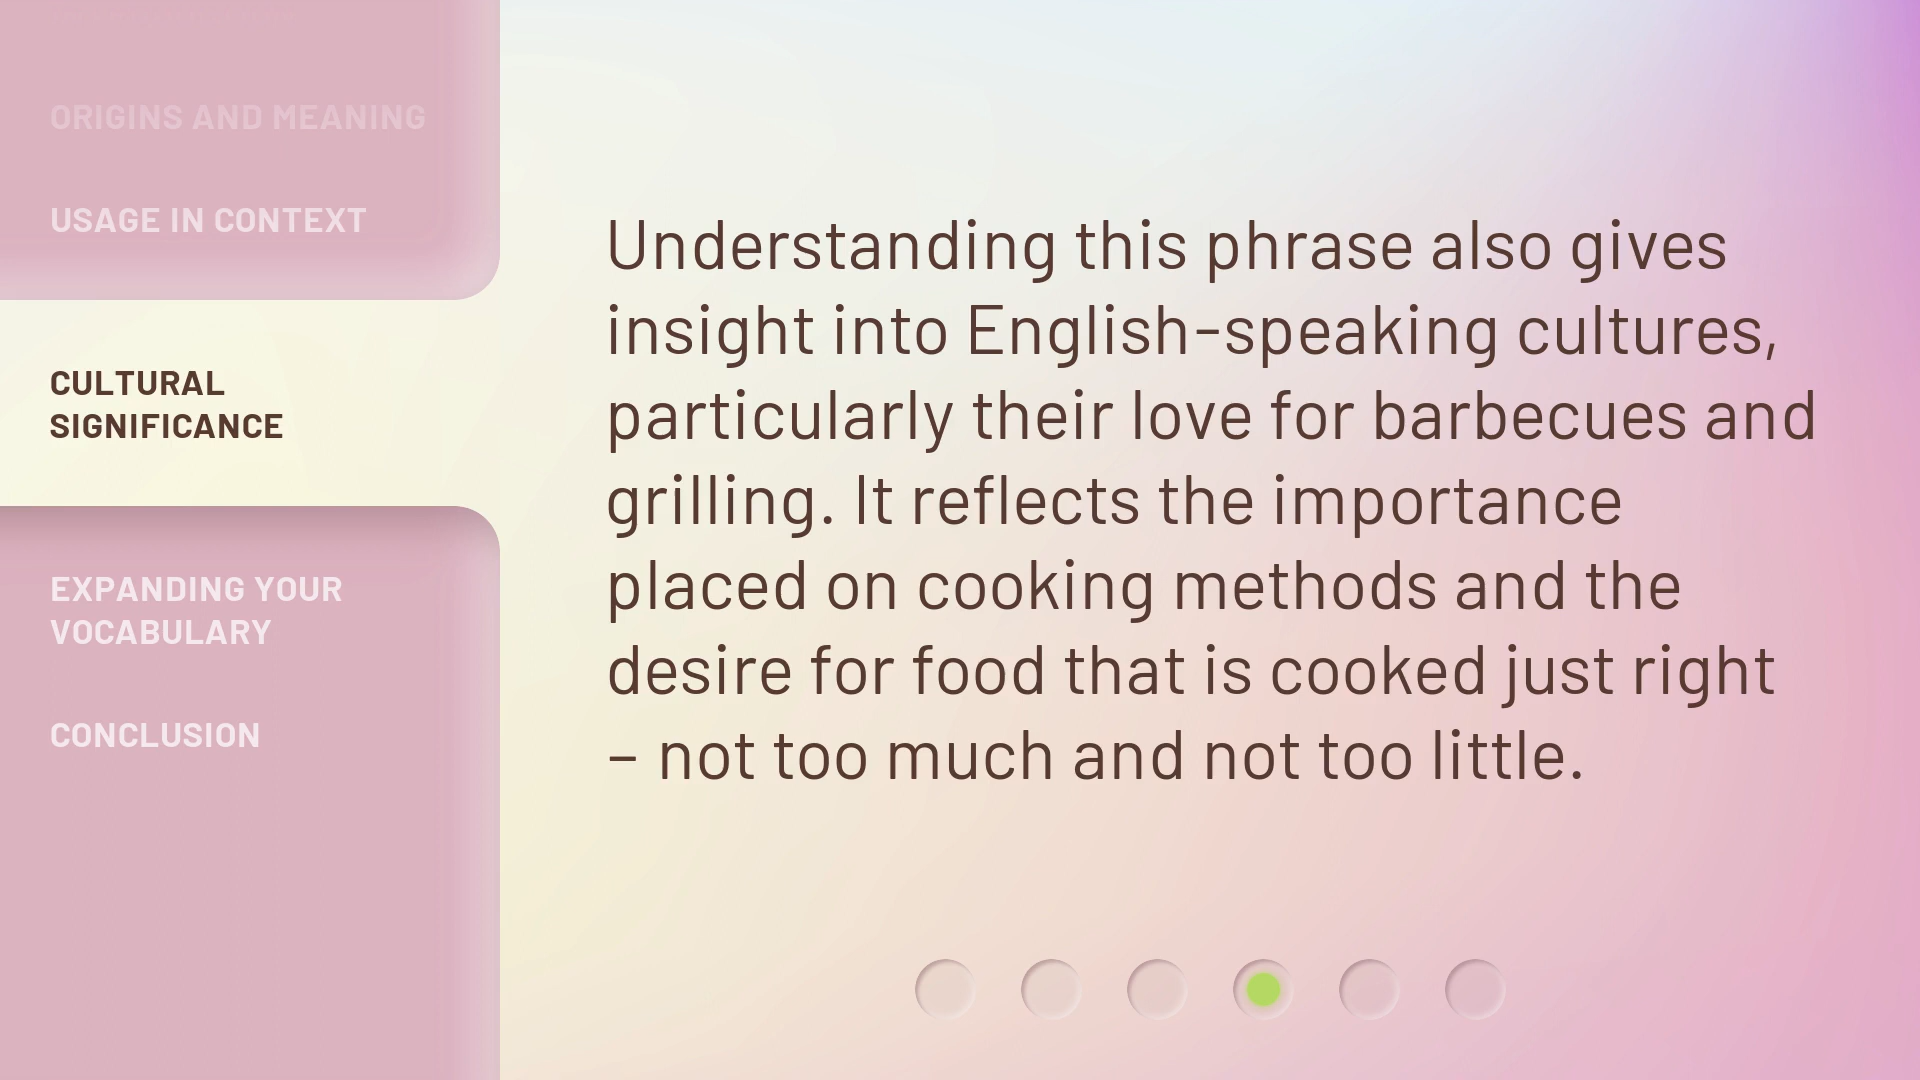 ORIGINS AND MEANING
USAGE IN CONTEXT
CULTURAL
SIGNIFICANCE
EXPANDING YOUR
VOCABULARY
CONCLUSION
Understanding this phrase also gives
insight into English-speaking cultures,
particularly their love for barbecues and
grilling. It reflects the importance
placed on cooking methods and the
desire for food that is cooked just right
– not too much and not too little.